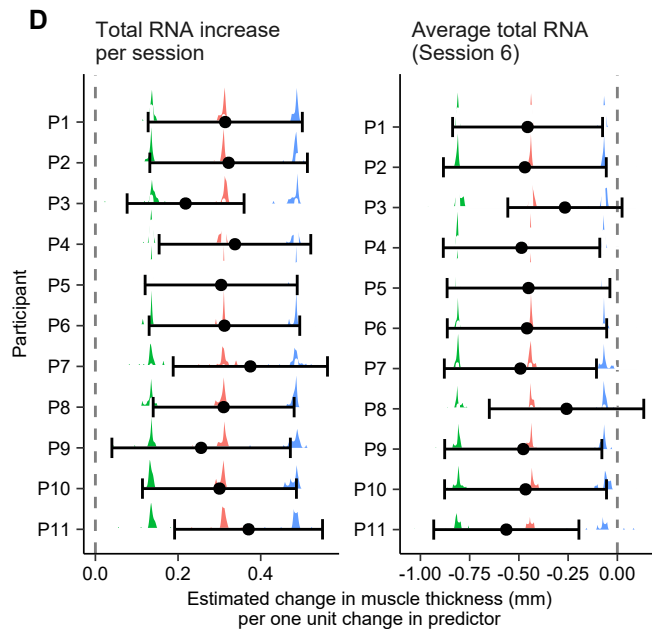 D
Total RNA increase
per session
Average total RNA
(Session 6)
Participant
P1
P2
P3
P4
P5
P6
P7
P8
P9
P10
P11
0.0 0.2 0.4
P1
P2
P3
P4
P5
P6
P7
P8
P9
P10
P11
-1.00 -0.75 -0.50 -0.25 0.00
Estimated change in muscle thickness (mm)
per one unit change in predictor